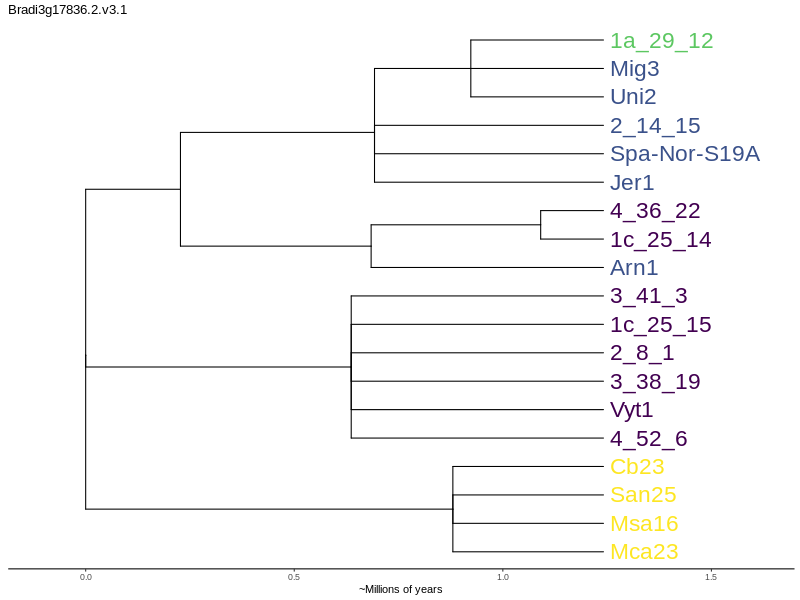 Bradi3g17836.2.v3.1
1a_29_12
Mig3
Uni2
2_14_15
Spa-Nor-S19A
Jer1
4_36_22
1c_25_14
Arn1
3_41_3
1c_25_15
2_8_1
3_38_19
Vyt1
4_52_6
Cb23
San25
Msa16
Mca23
0.0 0.5 1.0 1.5
~Millions of years